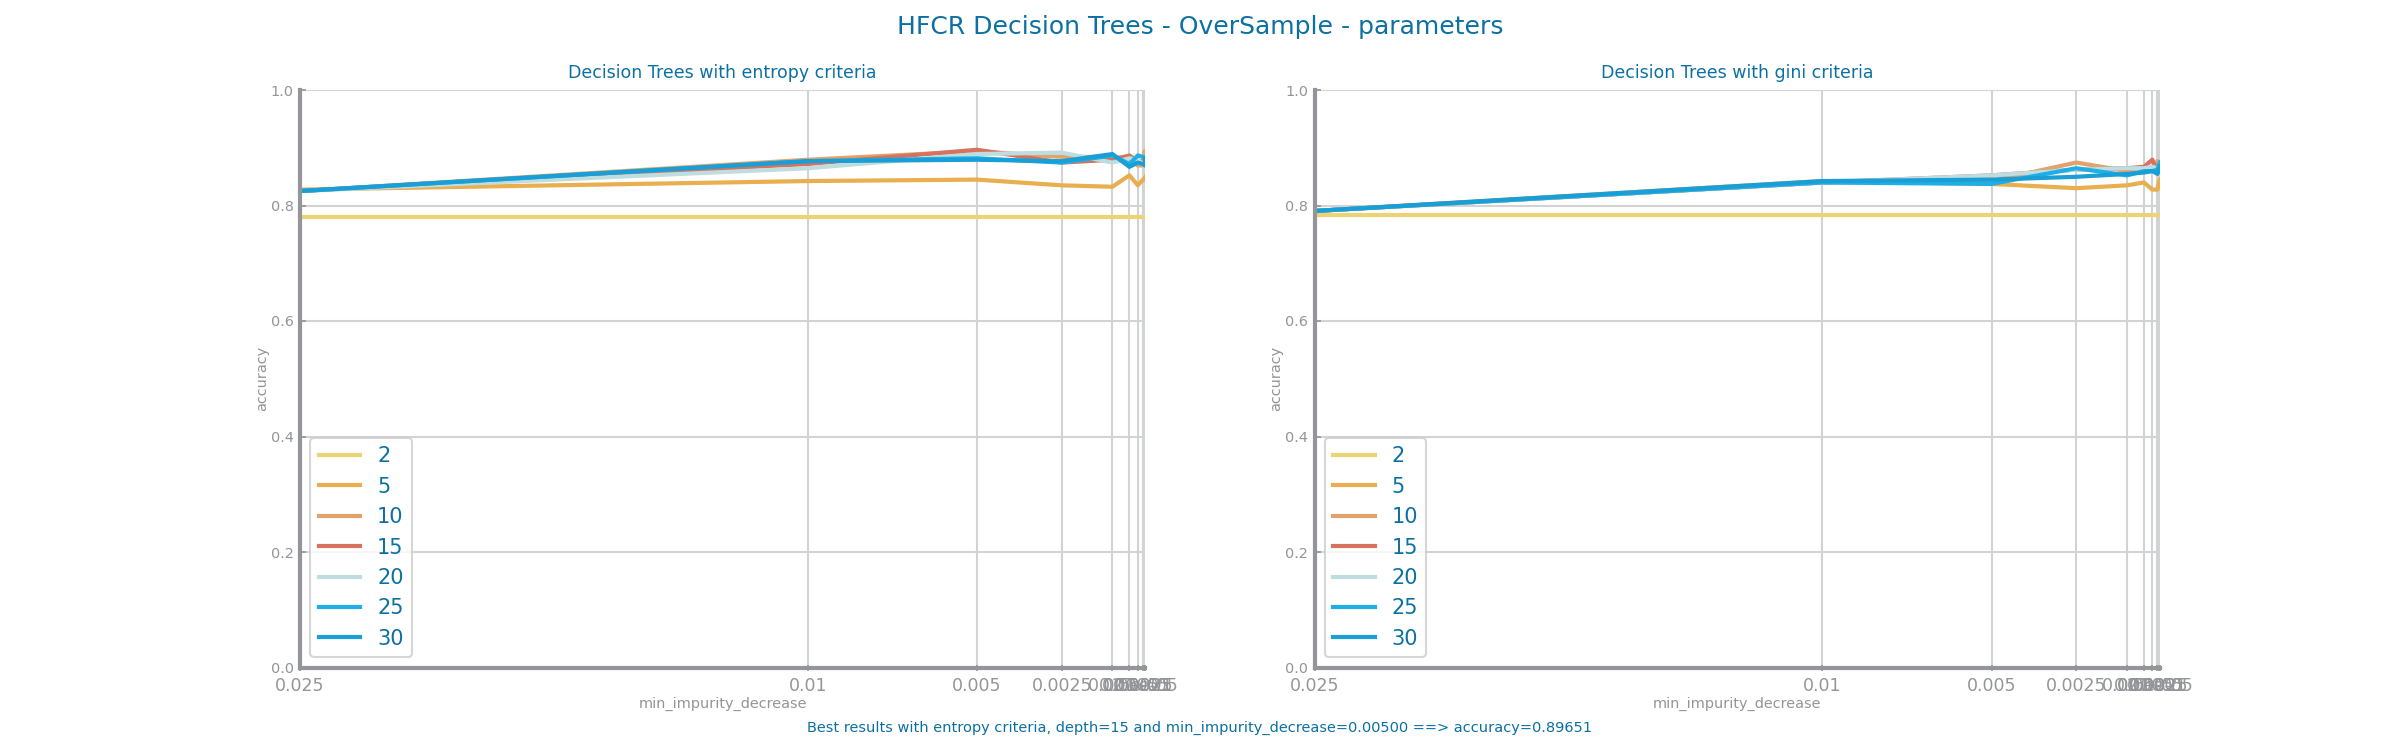 HFCR Decision Trees - OverSample - parameters
Decision Trees with entropy criteria
1.0
0.8
0.6
0.4
0.2
0.0
accuracy
2
5
10
15
20
25
30
0.025 0.01 0.005 0.0025
min_impurity_decrease
Decision Trees with gini criteria
1.0
0.8
0.6
0.4
0.2
0.0
accuracy
2
5
10
15
20
25
30
0.025 0.01 0.005 0.0025
min_impurity_decrease
Best results with entropy criteria, depth=15 and min_impurity_decrease=0.00500 ==> accuracy=0.89651